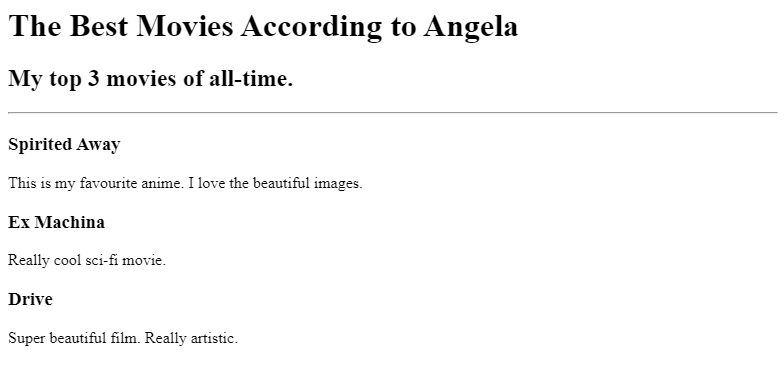 The Best Movies According to Angela
My top 3 movies of all-time.
Spirited Away
This is my favourite anime. I love the beautiful images.
Ex Machina
Really cool sci-fi movie.
Drive
Super beautiful film. Really artistic.